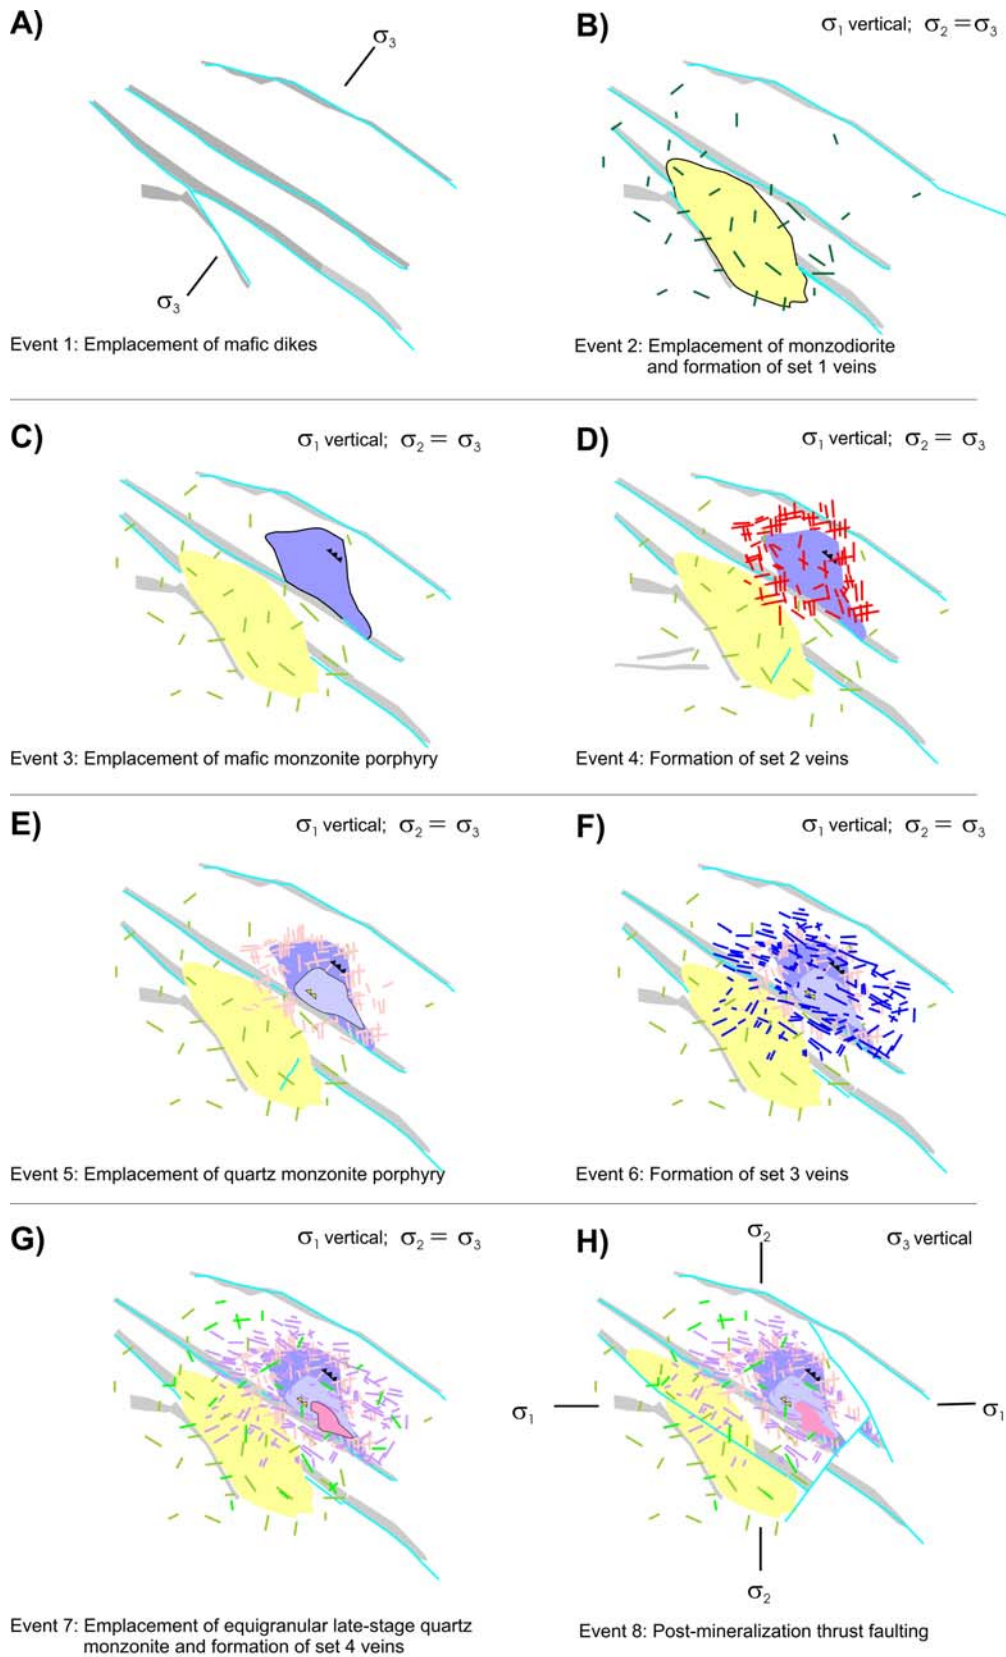 A)
σ3
σ3
Event 1: Emplacement of mafic dikes
B)
σ1 vertical; σ2 = σ3
Event 2: Emplacement of monzodiorite
and formation of set 1 veins
C)
σ1 vertical; σ2 = σ3
Event 3: Emplacement of mafic monzonite porphyry
D)
σ1 vertical; σ2 = σ3
Event 4: Formation of set 2 veins
E)
σ1 vertical; σ2 = σ3
Event 5: Emplacement of quartz monzonite porphyry
F)
σ1 vertical; σ2 = σ3
Event 6: Formation of set 3 veins
G)
σ1 vertical; σ2 = σ3
Event 7: Emplacement of equigranular late-stage quartz
monzonite and formation of set 4 veins
H)
σ2
σ3 vertical
σ1
σ1
σ2
Event 8: Post-mineralization thrust faulting